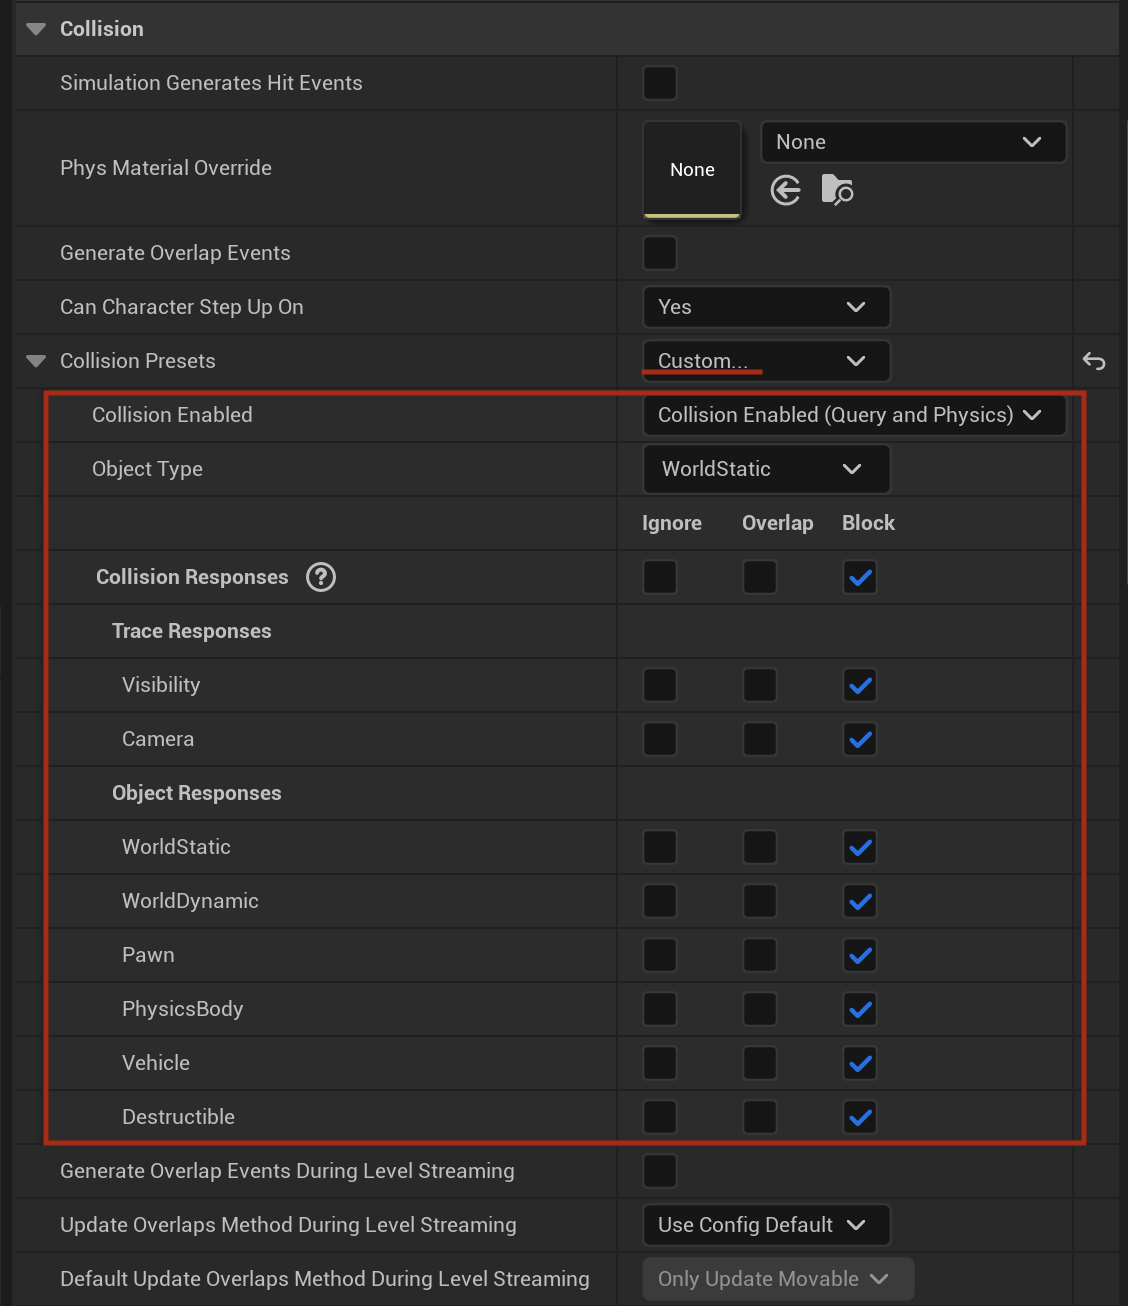 Collision
Simulation Generates Hit Events
Phys Material Override
None
None
Generate Overlap Events
Can Character Step Up On
Yes
Collision Presets
Custom...
Collision Enabled
Collision Enabled (Query and Physics)
Object Type
WorldStatic
Ignore Overlap Block
Collision Responses ?
Trace Responses
Visibility
Camera
Object Responses
WorldStatic
WorldDynamic
Pawn
PhysicsBody
Vehicle
Destructible
Generate Overlap Events During Level Streaming
Update Overlaps Method During Level Streaming
Use Config Default
Default Update Overlaps Method During Level Streaming
Only Update Movable